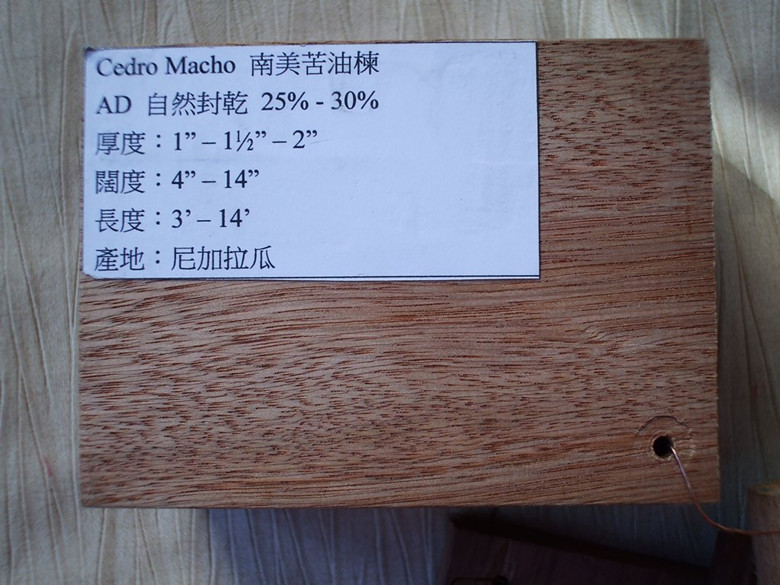 Cedro Macho 南美苦油楝
AD 自然封乾 25% - 30%
厚度：1” – 1½” – 2”
闊度：4” – 14”
長度：3’ – 14’
產地：尼加拉瓜